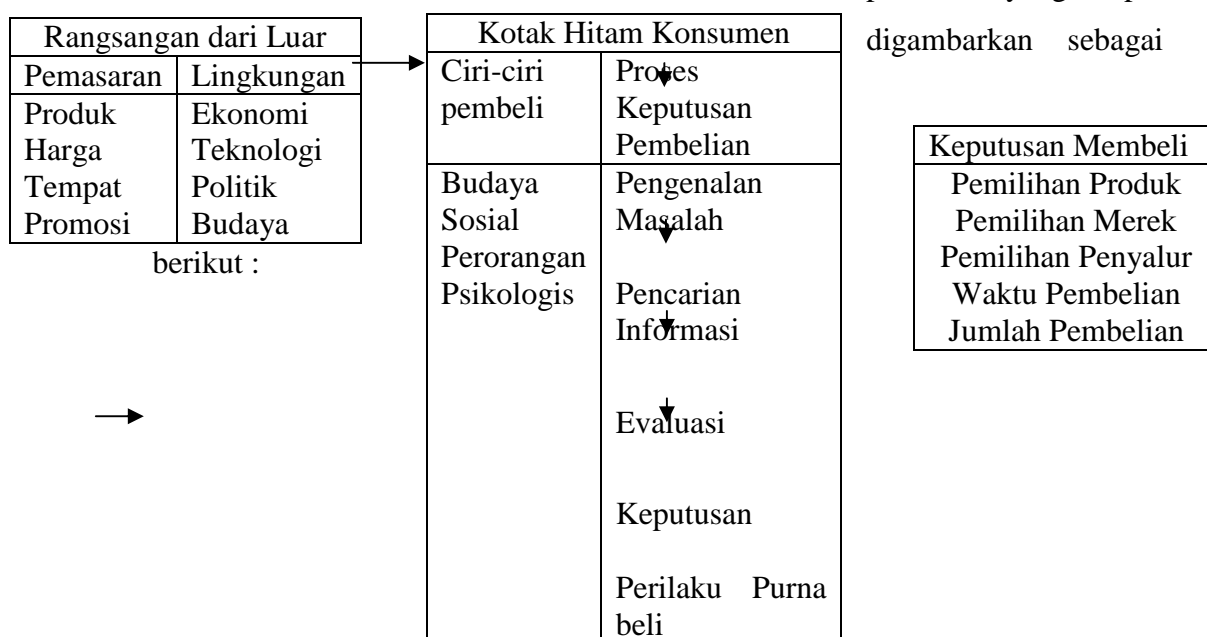 digambarkan sebagai
berikut :
Rangsangan dari Luar
Pemasaran Lingkungan
Produk Ekonomi
Harga Teknologi
Tempat Politik
Promosi Budaya
Kotak Hitam Konsumen
Ciri-ciri
pembeli
Proses
Keputusan
Pembelian
Budaya
Sosial
Perorangan
Psikologis
Pengenalan
Masalah
Pencarian
Informasi
Evaluasi
Keputusan
Perilaku Purna
beli
Keputusan Membeli
Pemilihan Produk
Pemilihan Merek
Pemilihan Penyalur
Waktu Pembelian
Jumlah Pembelian